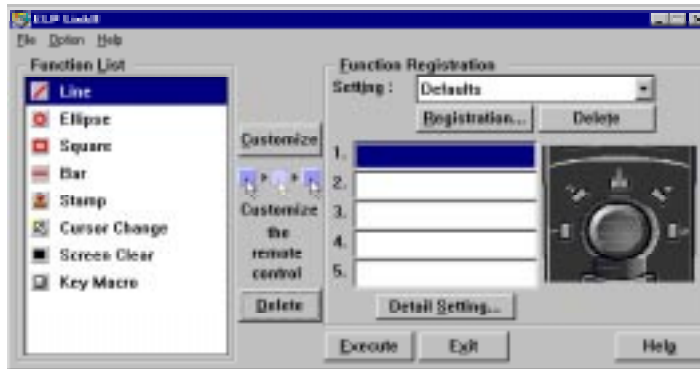 ELP Link II
File Option Help
Function List
Line
Ellipse
Square
Bar
Stamp
Cursor Change
Screen Clear
Key Macro
Customize
Customize
the
remote
control
Delete
Function Registration
Setting :
Defaults
Registration...
Delete
1.
2.
3.
4.
5.
Detail Setting...
Execute
Exit
Help